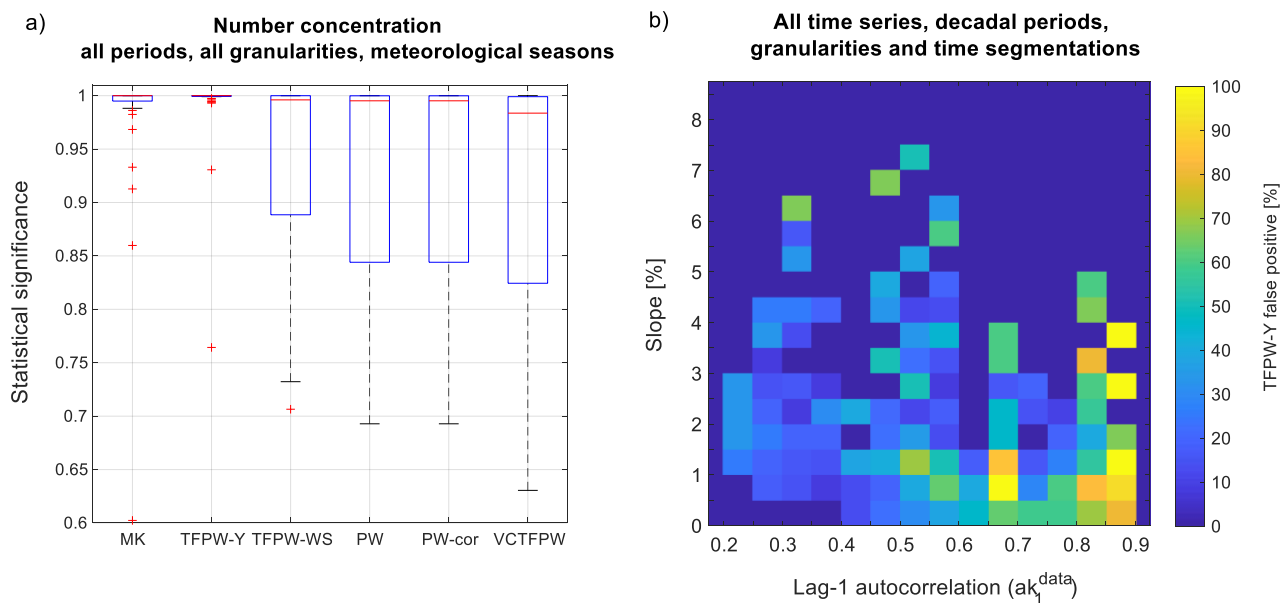 a)
Number concentration
all periods, all granularities, meteorological seasons
Statistical significance
1
0.95
0.9
0.85
0.8
0.75
0.7
0.65
0.6
MK
TFPW-Y
TFPW-WS
PW
PW-cor
VCTFPW
b)
All time series, decadal periods,
granularities and time segmentations
Slope [%]
8
7
6
5
4
3
2
1
0
0.2
0.3
0.4
0.5
0.6
0.7
0.8
0.9
Lag-1 autocorrelation (ak₁^data)
100
90
80
70
60
50
40
30
20
10
0
TFPW-Y false positive [%]